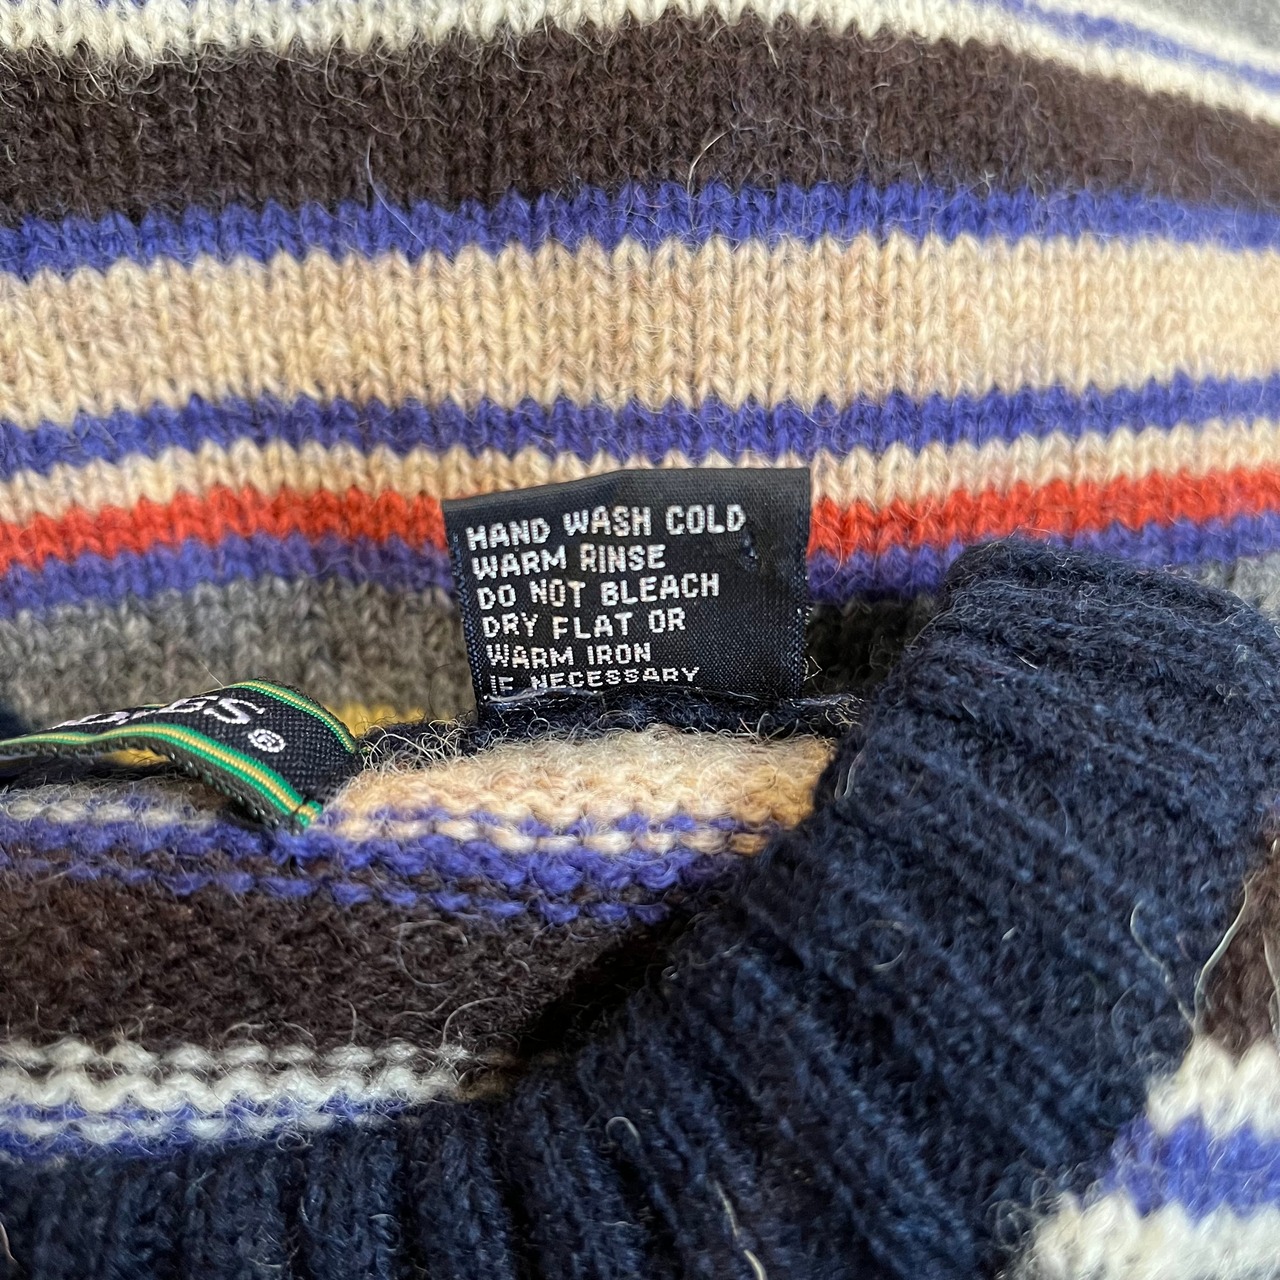 HAND WASH COLD
WARM RINSE
DO NOT BLEACH
DRY FLAT OR
WARM IRON
IF NECESSARY
®